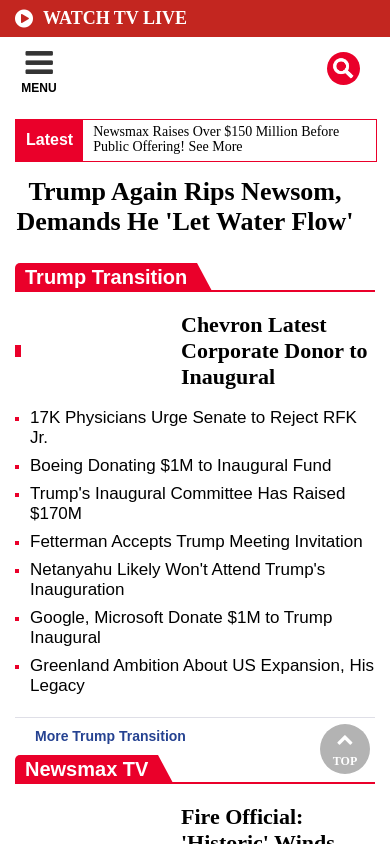 WATCH TV LIVE
MENU
Latest
Newsmax Raises Over $150 Million Before
Public Offering! See More
Trump Again Rips Newsom,
Demands He 'Let Water Flow'
Trump Transition
Chevron Latest
Corporate Donor to
Inaugural
17K Physicians Urge Senate to Reject RFK
Jr.
Boeing Donating $1M to Inaugural Fund
Trump's Inaugural Committee Has Raised
$170M
Fetterman Accepts Trump Meeting Invitation
Netanyahu Likely Won't Attend Trump's
Inauguration
Google, Microsoft Donate $1M to Trump
Inaugural
Greenland Ambition About US Expansion, His
Legacy
More Trump Transition
TOP
Newsmax TV
Fire Official:
'Historic' Winds